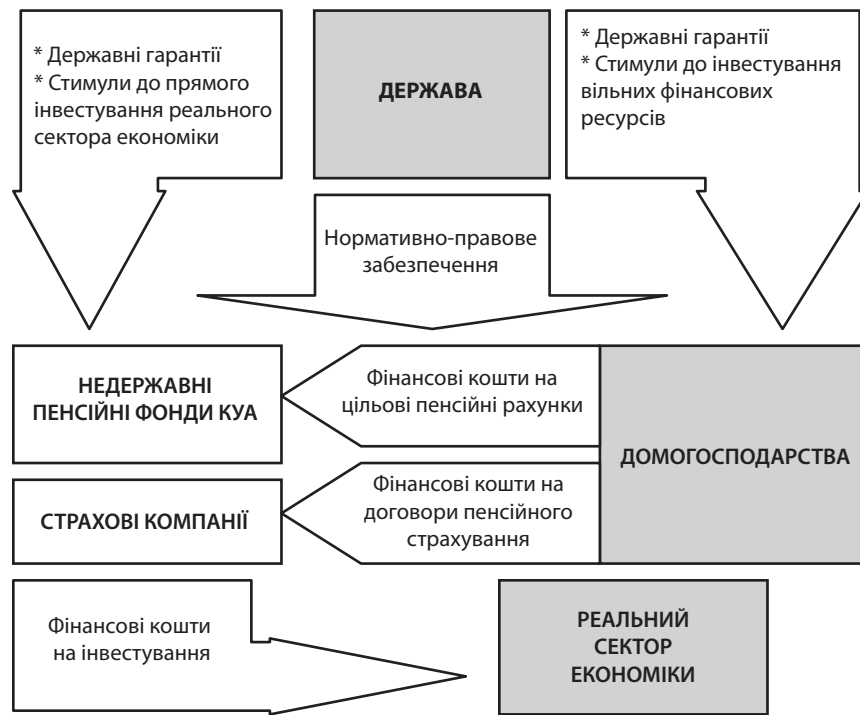 * Державні гарантії
* Стимули до прямого
інвестування реального
сектора економіки
ДЕРЖАВА
* Державні гарантії
* Стимули до інвестування
вільних фінансових
ресурсів
Нормативно-правове
забезпечення
НЕДЕРЖАВНІ
ПЕНСІЙНІ ФОНДИ КУА
Фінансові кошти на
цільові пенсійні рахунки
ДОМОГОСПОДАРСТВА
СТРАХОВІ КОМПАНІЇ
Фінансові кошти на
договори пенсійного
страхування
Фінансові кошти
на інвестування
РЕАЛЬНИЙ
СЕКТОР
ЕКОНОМІКИ